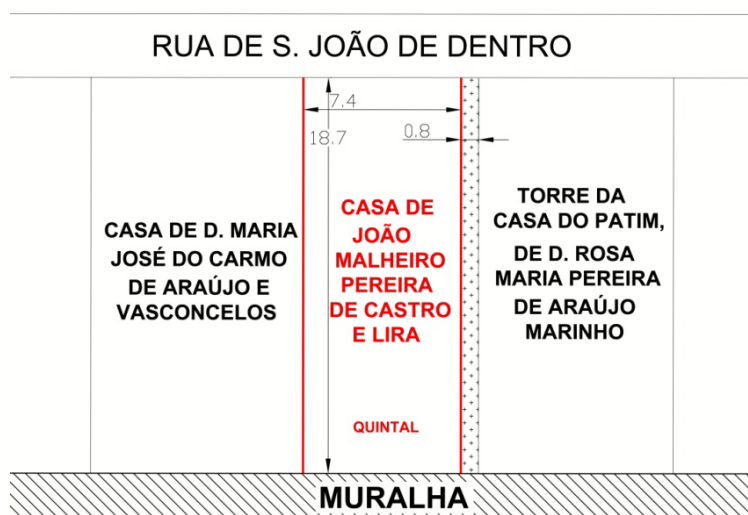 RUA DE S. JOÃO DE DENTRO
7.4
18.7
0.8
CASA DE D. MARIA
JOSÉ DO CARMO
DE ARAÚJO E
VASCONCELOS
CASA DE
JOÃO
MALHEIRO
PEREIRA
DE CASTRO
E LIRA
QUINTAL
TORRE DA
CASA DO PATIM,
DE D. ROSA
MARIA PEREIRA
DE ARAÚJO
MARINHO
MURALHA